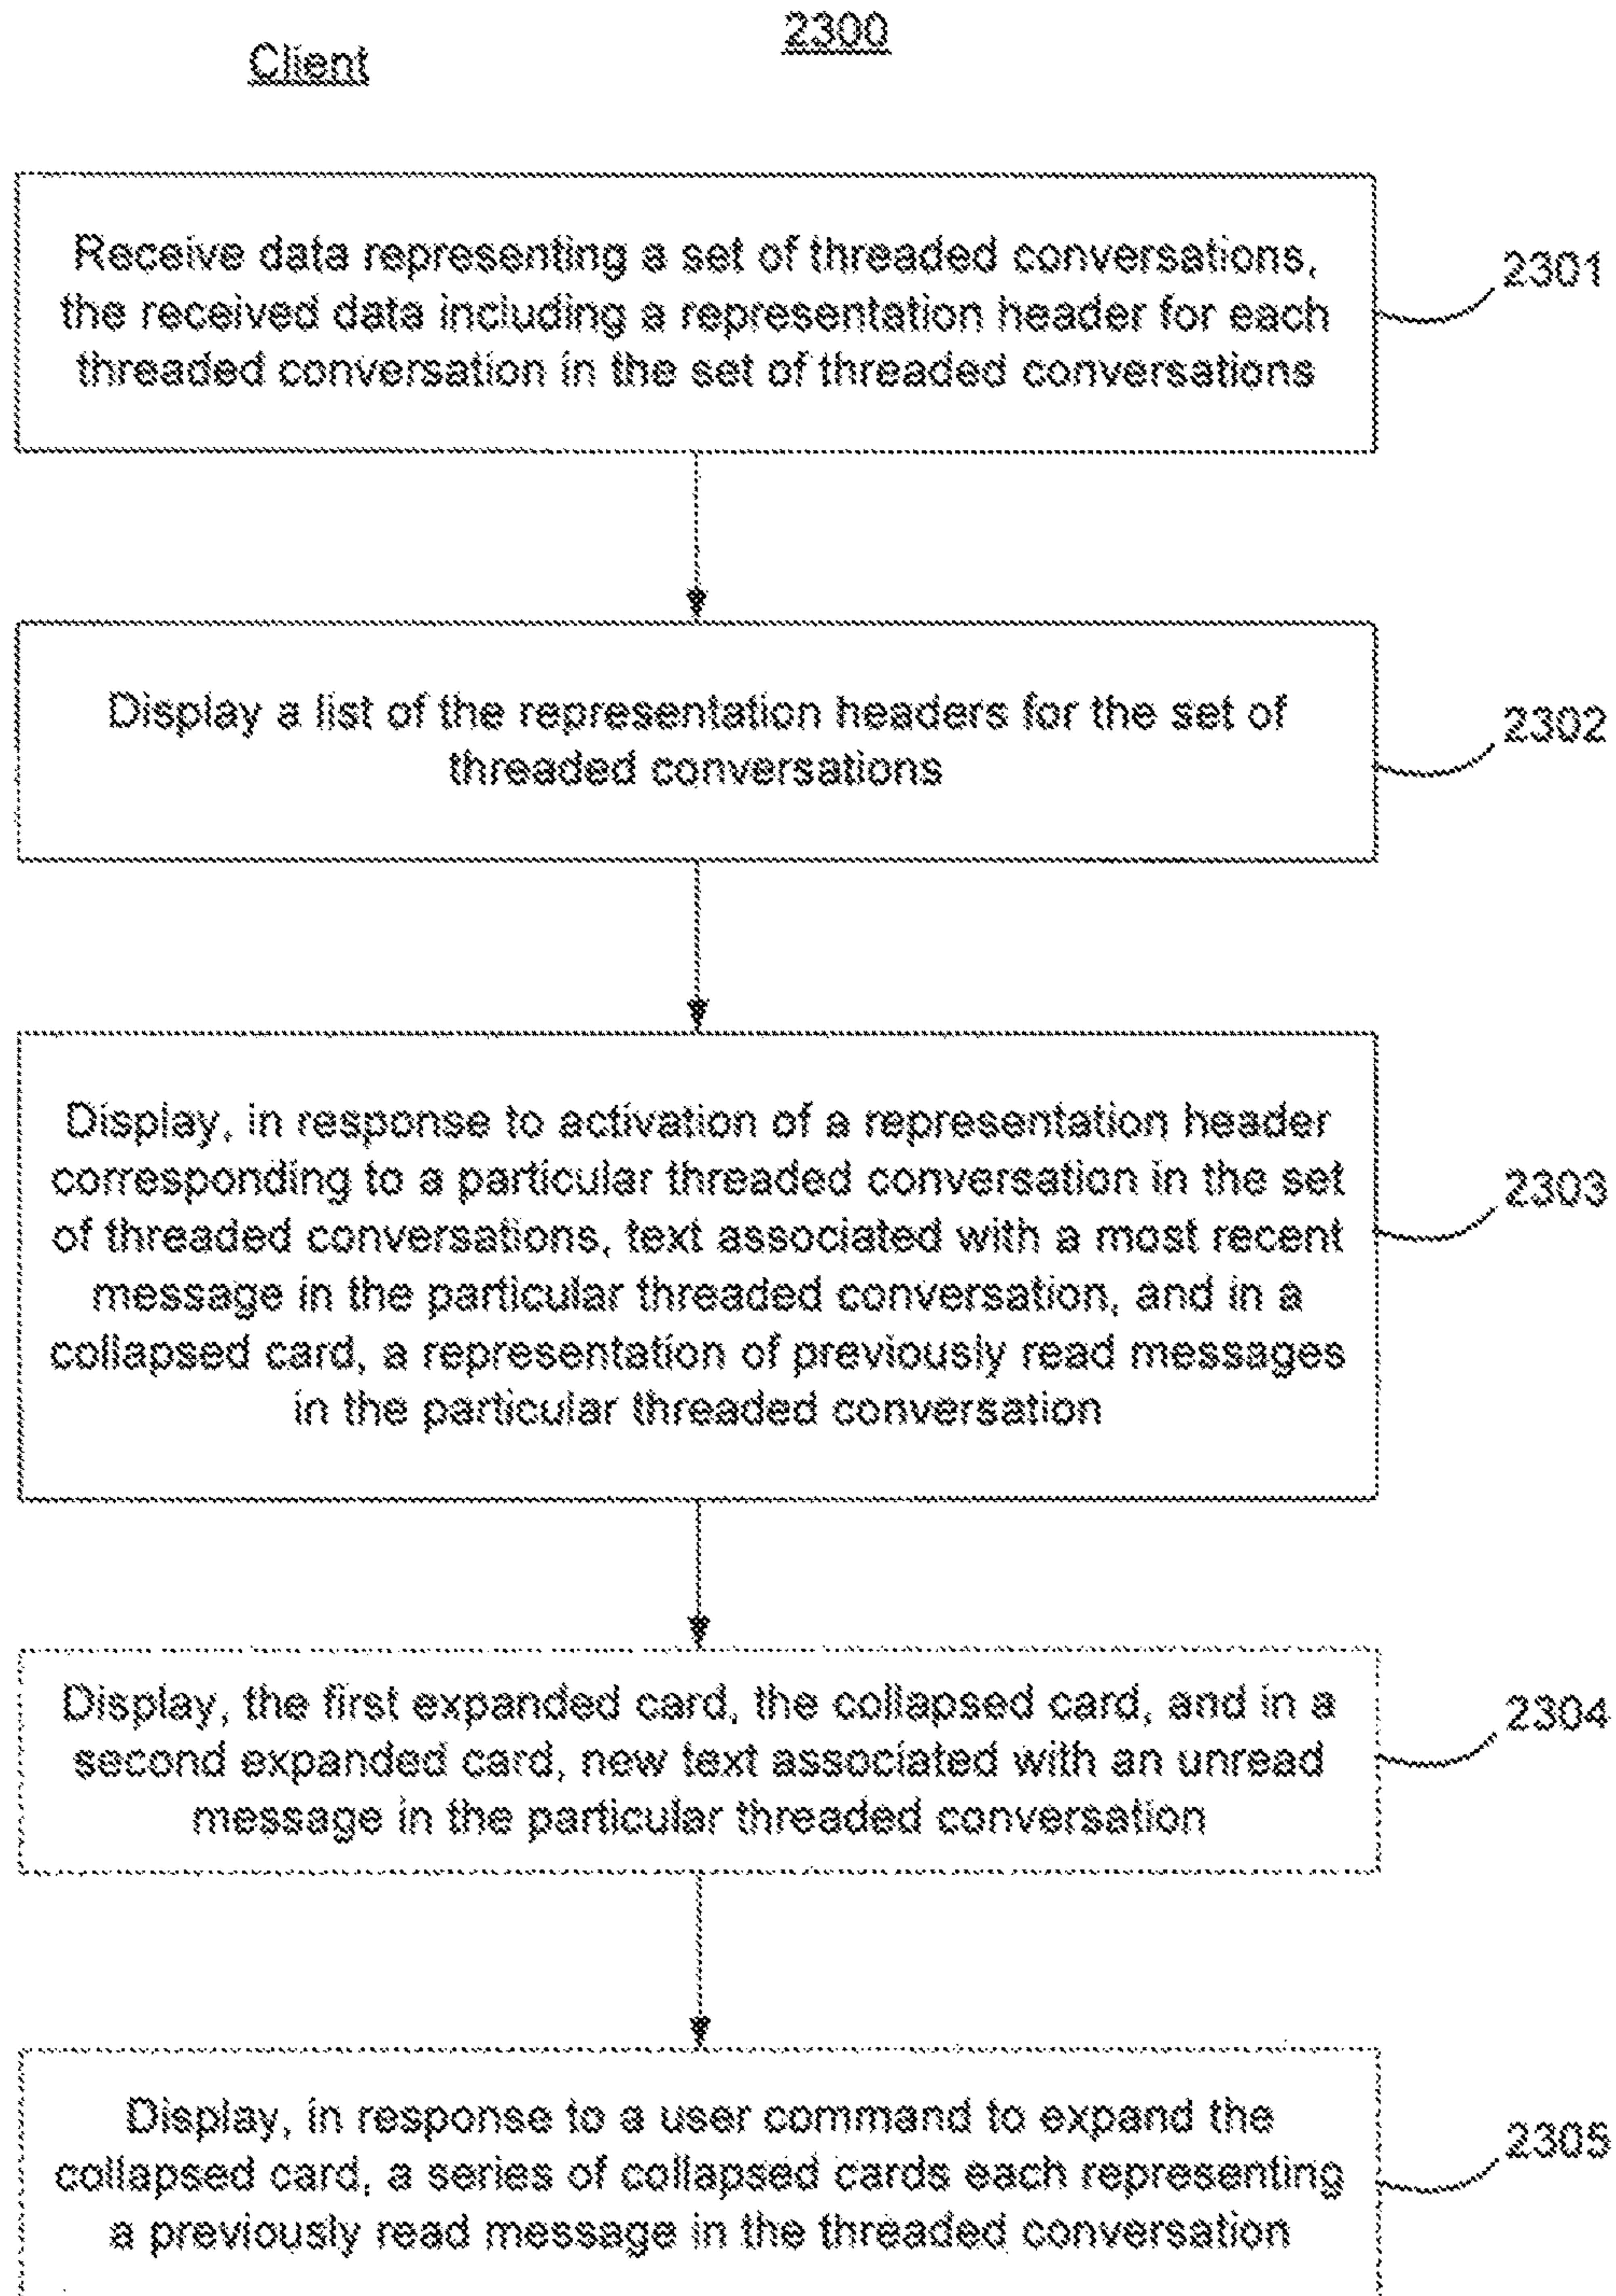 2300
Client
Receive data representing a set of threaded conversations,
the received data including a representation header for each
threaded conversation in the set of threaded conversations
2301
Display a list of the representation headers for the set of
threaded conversations
2302
Display, in response to activation of a representation header
corresponding to a particular threaded conversation in the set
of threaded conversations, text associated with a most recent
message in the particular threaded conversation, and in a
collapsed card, a representation of previously read messages
in the particular threaded conversation
2303
Display, the first expanded card, the collapsed card, and in a
second expanded card, new text associated with an unread
message in the particular threaded conversation
2304
Display, in response to a user command to expand the
collapsed card, a series of collapsed cards each representing
a previously read message in the threaded conversation
2305